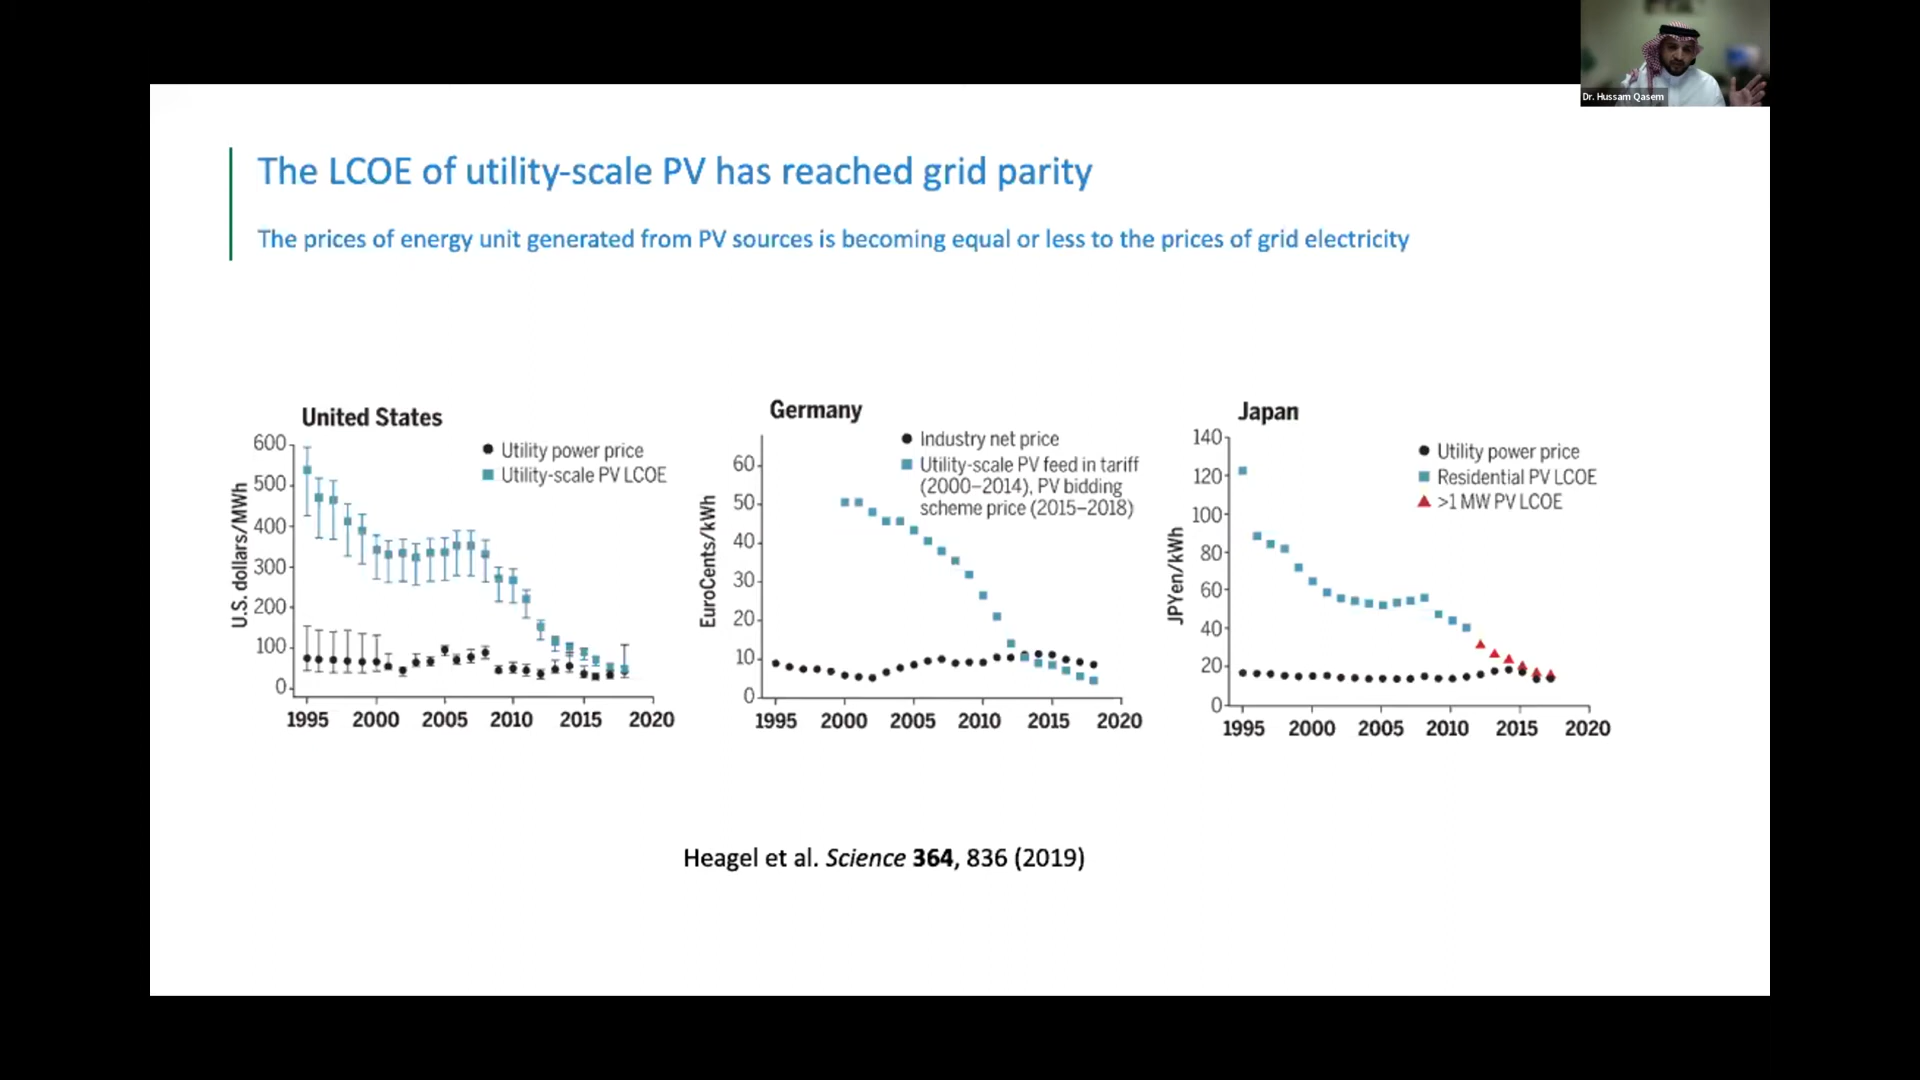 Dr. Hussam Qasem
The LCOE of utility-scale PV has reached grid parity
The prices of energy unit generated from PV sources is becoming equal or less to the prices of grid electricity
United States
Utility power price
Utility-scale PV LCOE
U.S. dollars/MWh
600
500
400
300
200
100
0
1995 2000 2005 2010 2015 2020
Germany
Industry net price
Utility-scale PV feed in tariff
(2000–2014), PV bidding
scheme price (2015–2018)
EuroCents/kWh
60
50
40
30
20
10
0
1995 2000 2005 2010 2015 2020
Japan
Utility power price
Residential PV LCOE
>1 MW PV LCOE
JPYen/kWh
140
120
100
80
60
40
20
0
1995 2000 2005 2010 2015 2020
Heagel et al. Science 364, 836 (2019)